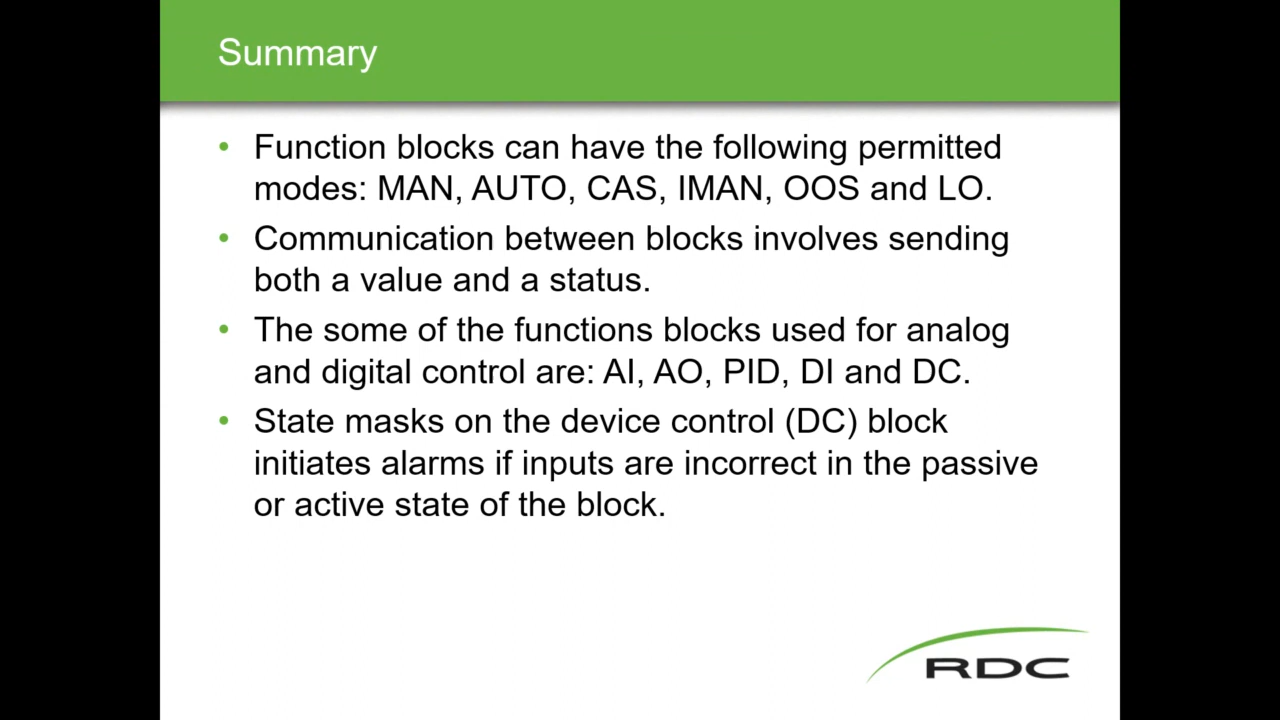 Summary
• Function blocks can have the following permitted
modes: MAN, AUTO, CAS, IMAN, OOS and LO.
• Communication between blocks involves sending
both a value and a status.
• The some of the functions blocks used for analog
and digital control are: AI, AO, PID, DI and DC.
• State masks on the device control (DC) block
initiates alarms if inputs are incorrect in the passive
or active state of the block.
RDC